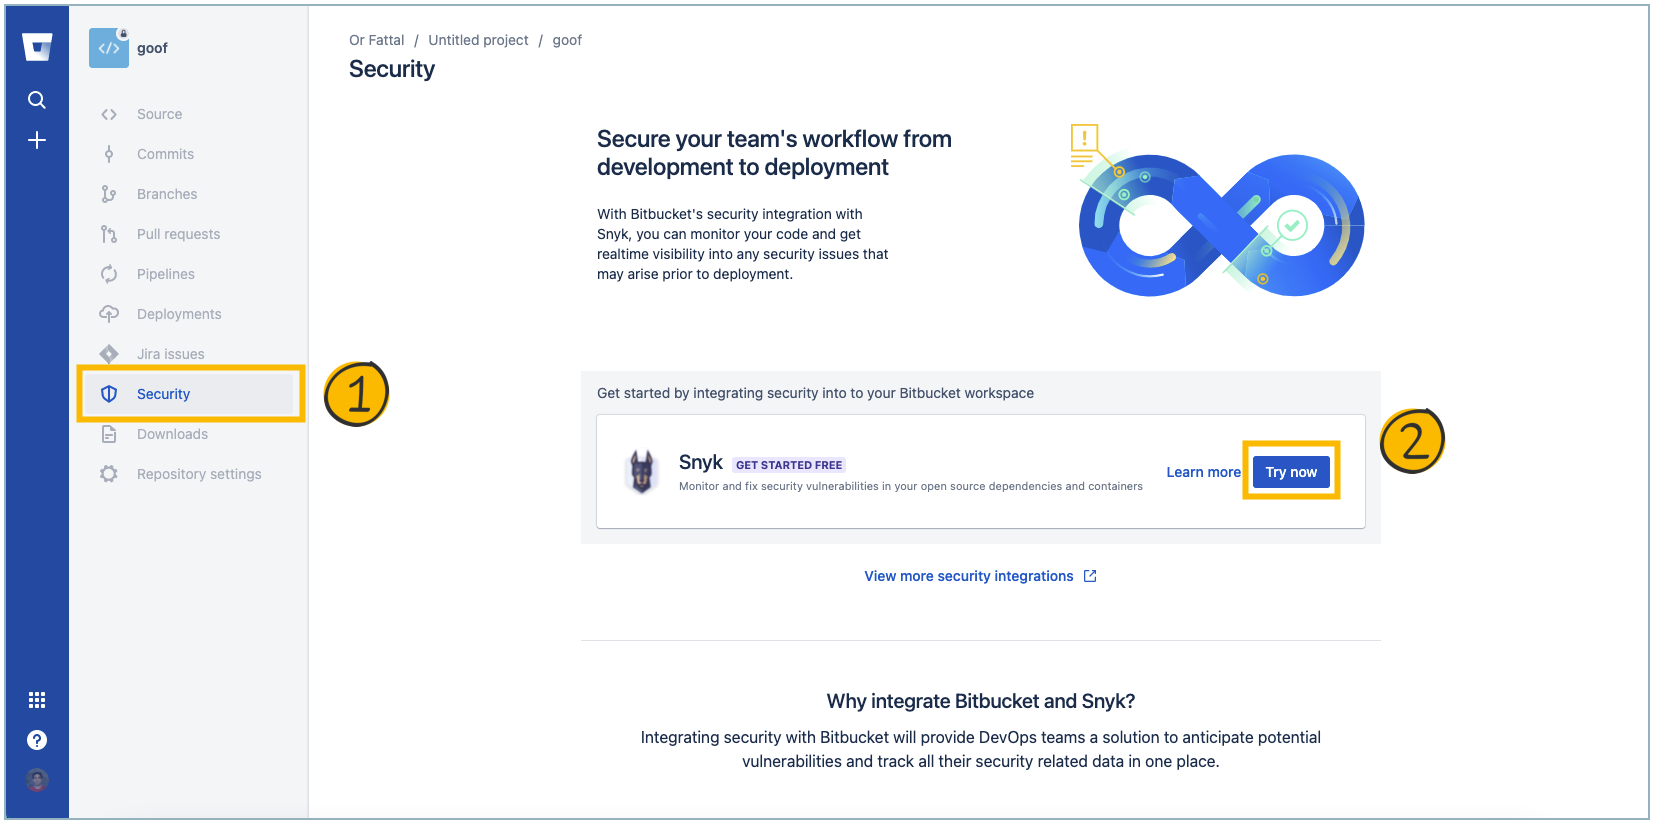 goof
Source
Commits
Branches
Pull requests
Pipelines
Deployments
Jira issues
Security
Downloads
Repository settings
1
Or Fattal / Untitled project / goof
Security
Secure your team's workflow from
development to deployment
With Bitbucket's security integration with
Snyk, you can monitor your code and get
realtime visibility into any security issues that
may arise prior to deployment.
Get started by integrating security into to your Bitbucket workspace
Snyk GET STARTED FREE
Monitor and fix security vulnerabilities in your open source dependencies and containers
Learn more
Try now
2
View more security integrations
Why integrate Bitbucket and Snyk?
Integrating security with Bitbucket will provide DevOps teams a solution to anticipate potential
vulnerabilities and track all their security related data in one place.